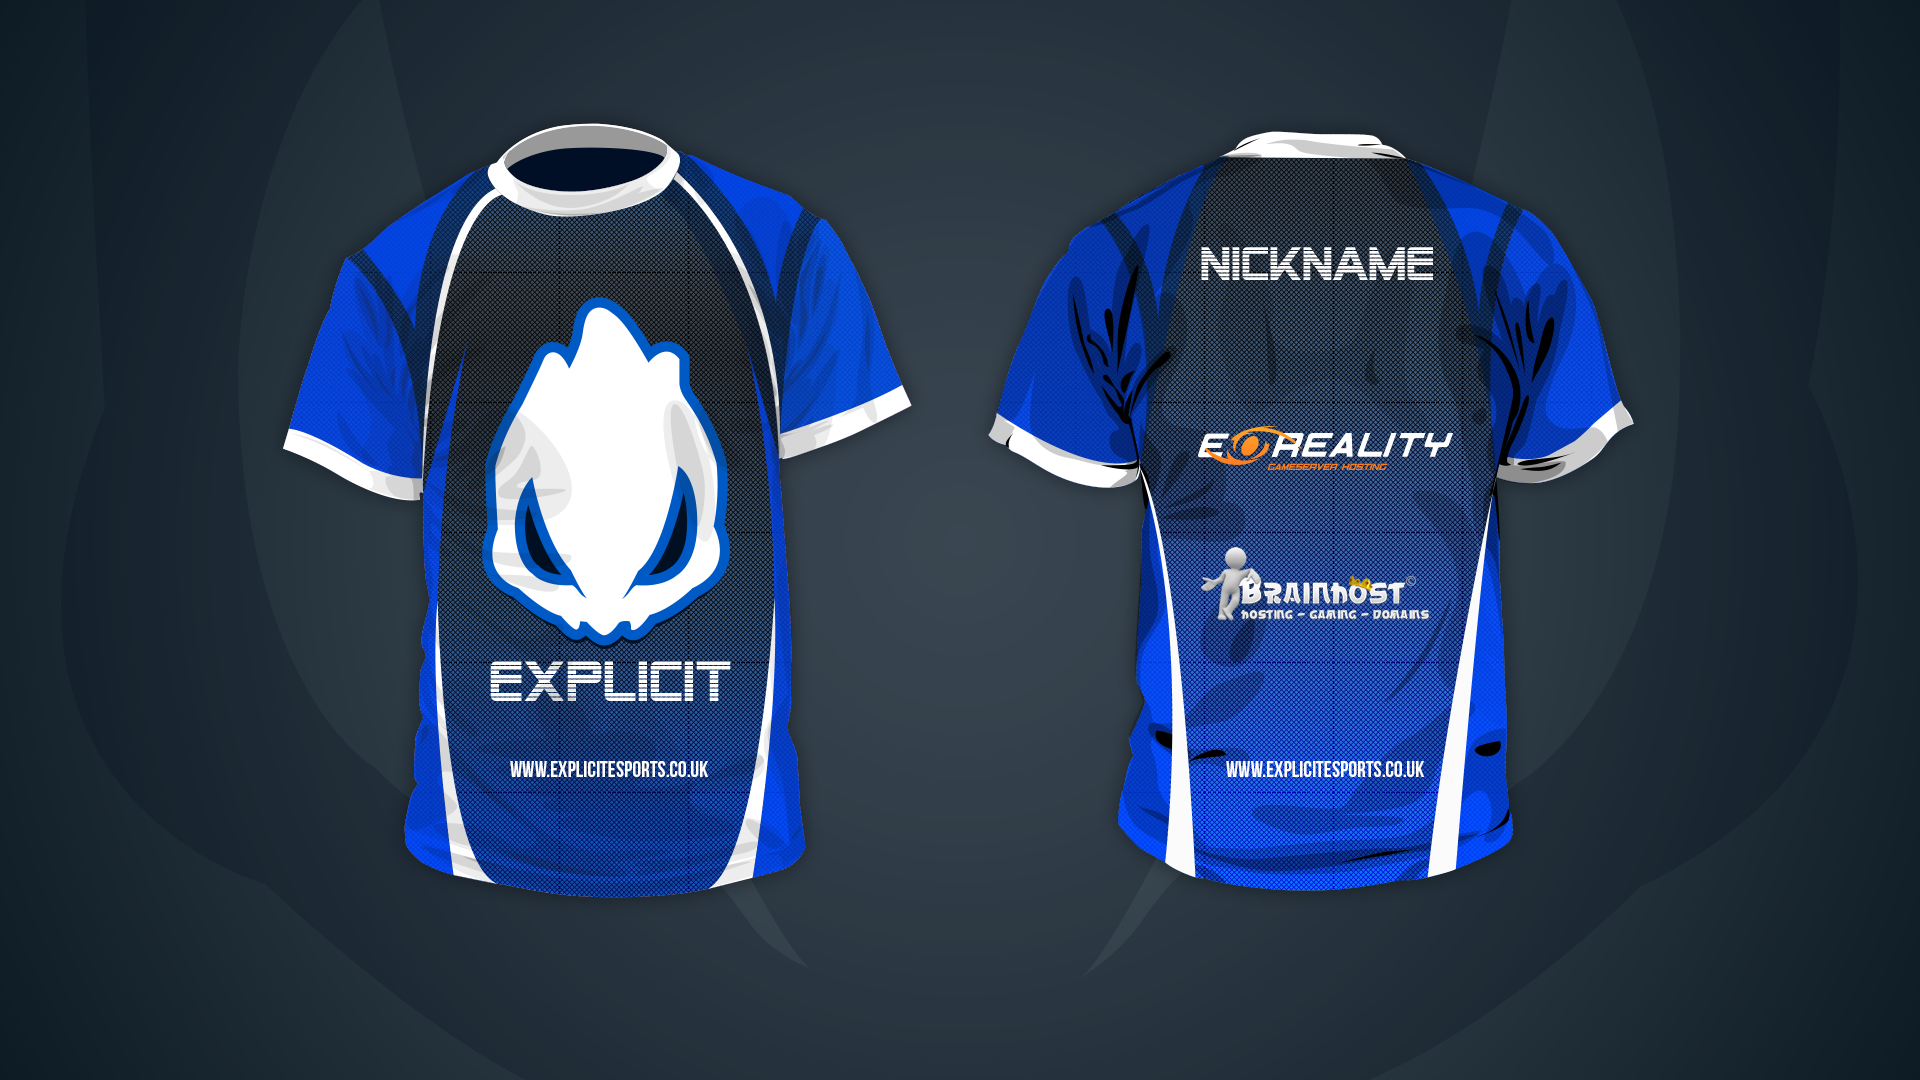 EXPLICIT
WWW.EXPLICITESPORTS.CO.UK
NICKNAME
E REALITY
GAMESERVER HOSTING
BRAINHOST ©
HOSTING - GAMING - DOMAINS
WWW.EXPLICITESPORTS.CO.UK